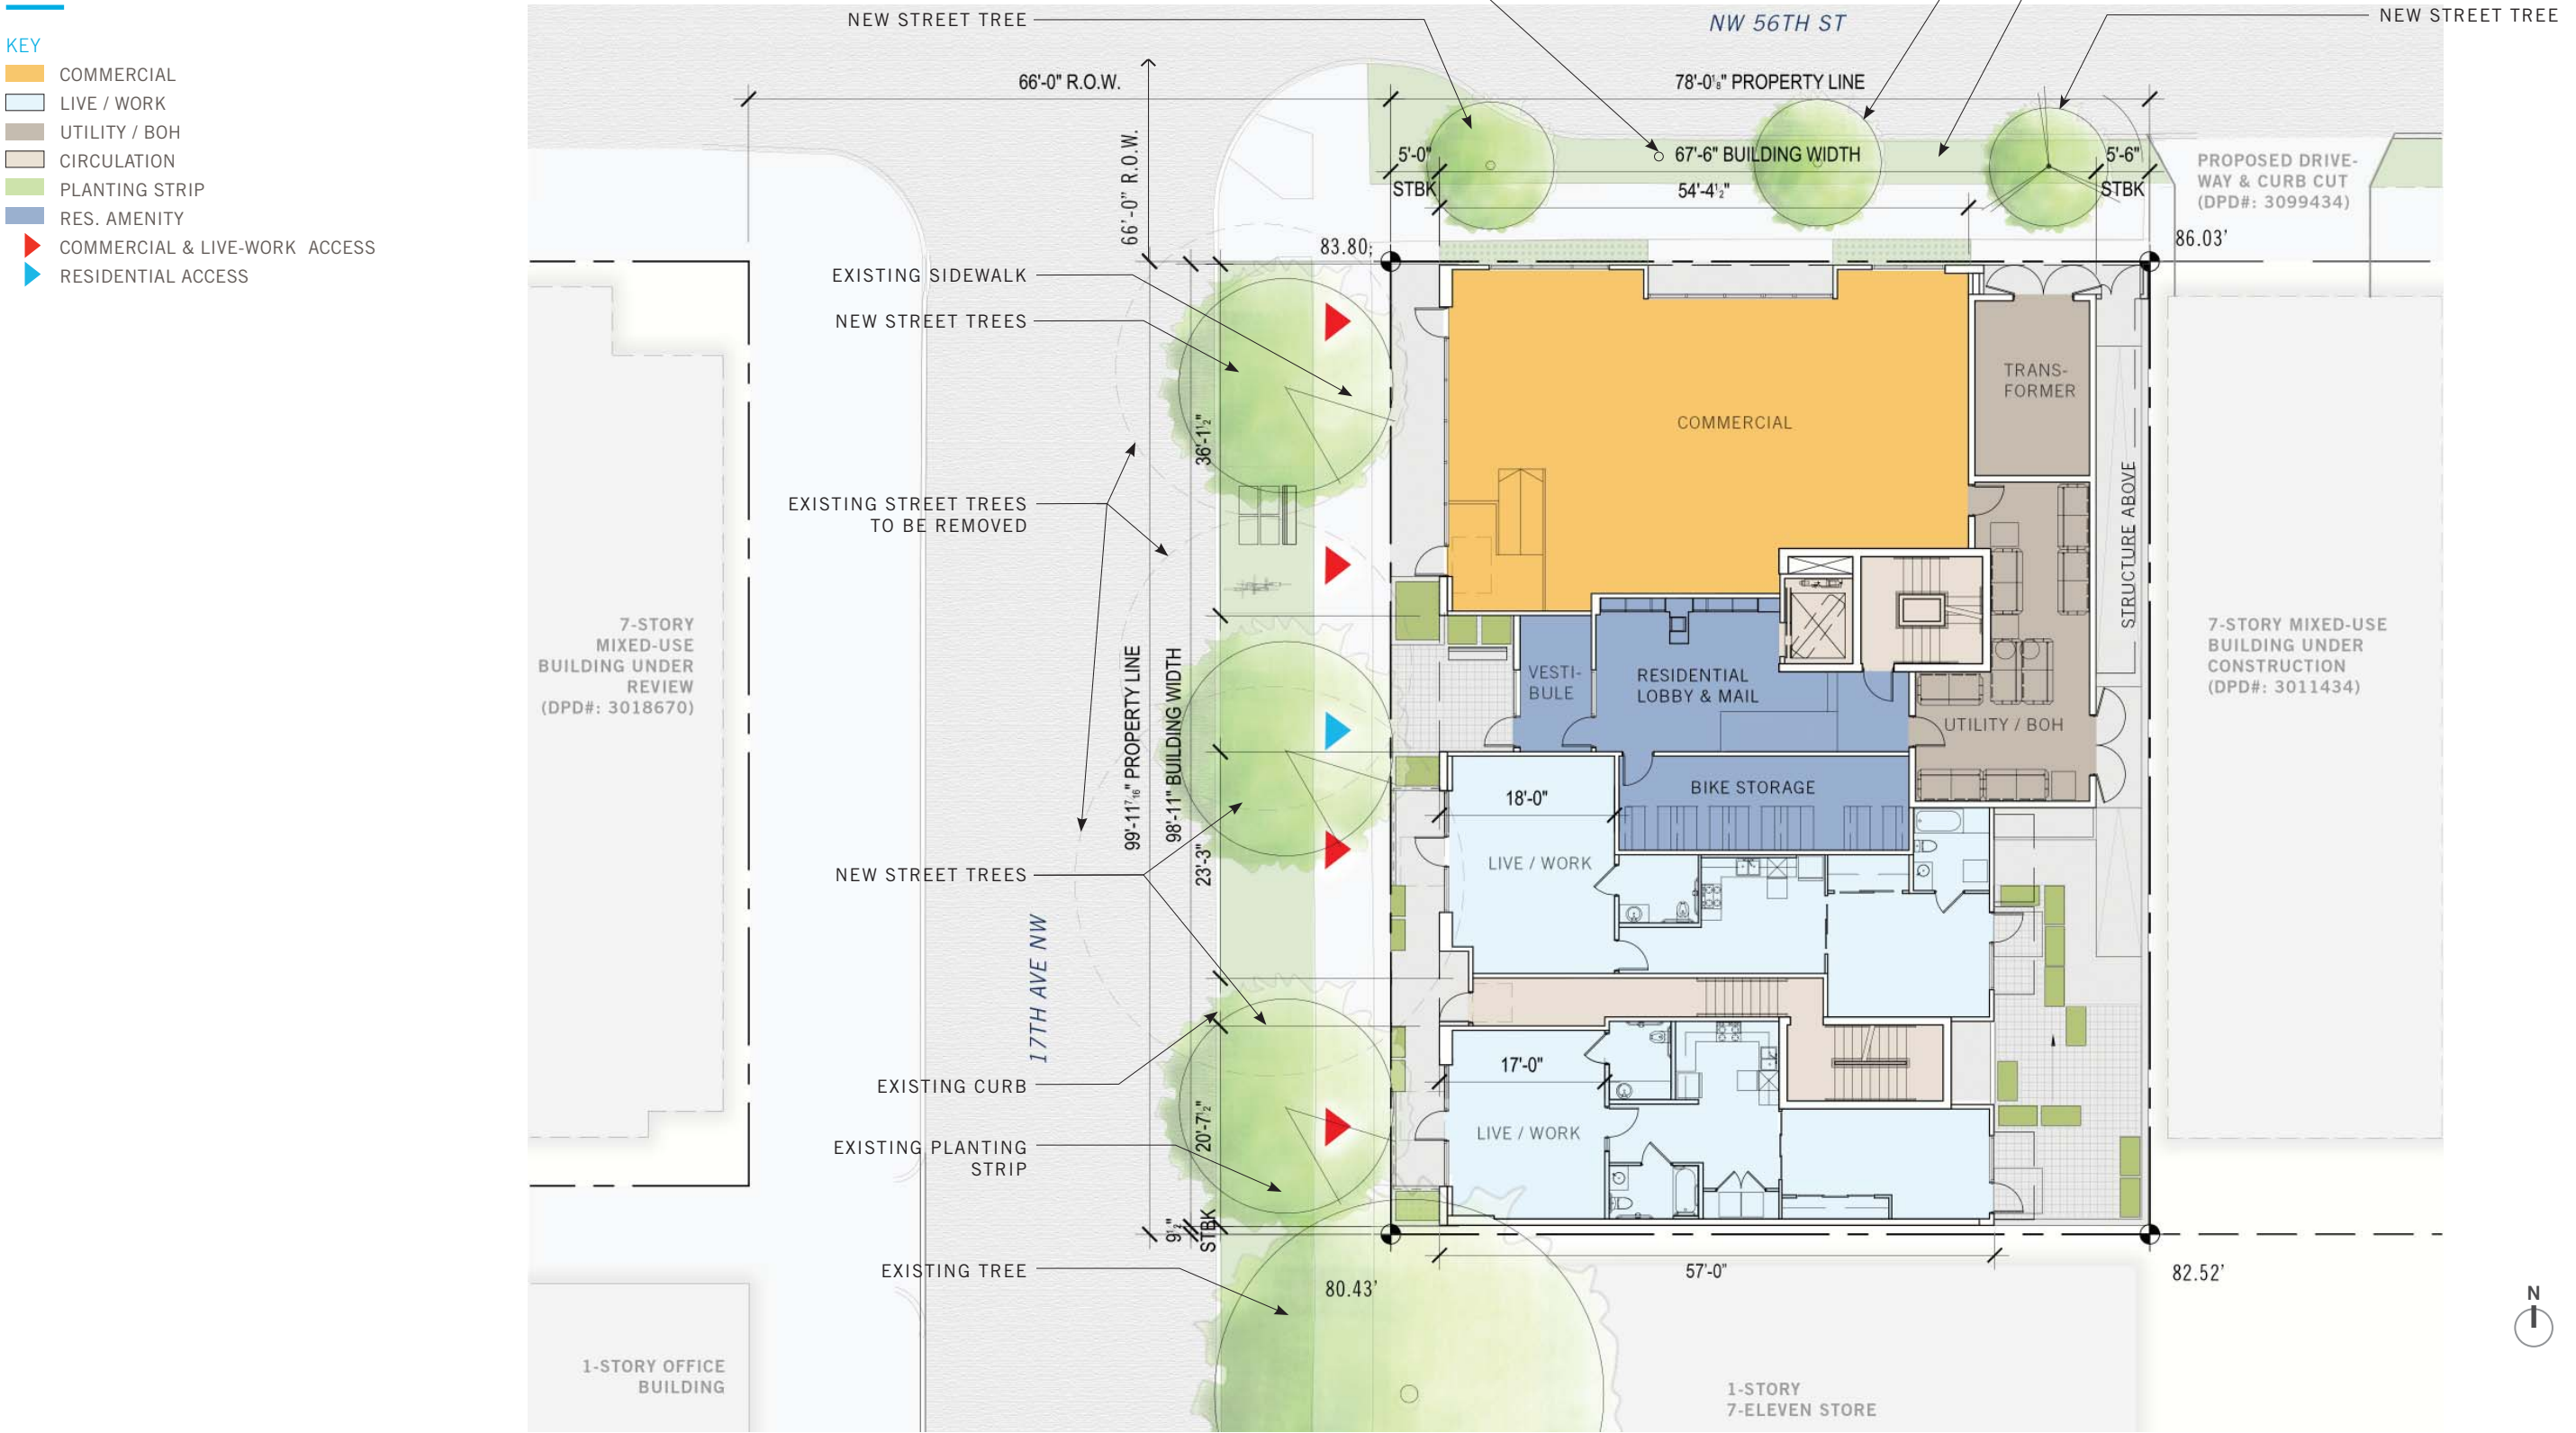 KEY
COMMERCIAL
LIVE / WORK
UTILITY / BOH
CIRCULATION
PLANTING STRIP
RES. AMENITY
COMMERCIAL & LIVE-WORK ACCESS
RESIDENTIAL ACCESS
NEW STREET TREE
NW 56TH ST
NEW STREET TREE
66'-0" R.O.W.
78'-0⅛" PROPERTY LINE
66'-0" R.O.W.
5'-0"
STBK
67'-6" BUILDING WIDTH
54'-4½"
5'-6"
STBK
PROPOSED DRIVE-
WAY & CURB CUT
(DPD#: 3099434)
83.80'
86.03'
EXISTING SIDEWALK
NEW STREET TREES
EXISTING STREET TREES
TO BE REMOVED
36'-1½"
COMMERCIAL
TRANS-
FORMER
STRUCTURE ABOVE
7-STORY
MIXED-USE
BUILDING UNDER
REVIEW
(DPD#: 3018670)
99'-11⁷⁄₁₆" PROPERTY LINE
98'-11" BUILDING WIDTH
VESTI-
BULE
RESIDENTIAL
LOBBY & MAIL
UTILITY / BOH
7-STORY MIXED-USE
BUILDING UNDER
CONSTRUCTION
(DPD#: 3011434)
BIKE STORAGE
18'-0"
LIVE / WORK
NEW STREET TREES
23'-3"
17TH AVE NW
EXISTING CURB
17'-0"
LIVE / WORK
EXISTING PLANTING
STRIP
20'-7½"
9½"
STBK
EXISTING TREE
80.43'
57'-0"
82.52'
N
1-STORY OFFICE
BUILDING
1-STORY
7-ELEVEN STORE